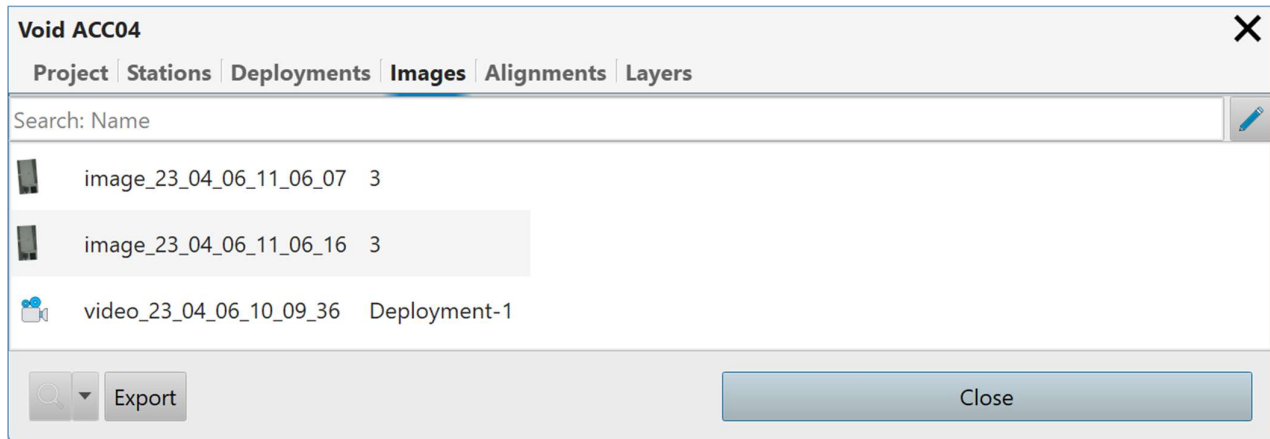 Void ACC04
Project Stations Deployments Images Alignments Layers
Search: Name
image_23_04_06_11_06_07 3
image_23_04_06_11_06_16 3
video_23_04_06_10_09_36 Deployment-1
Export Close